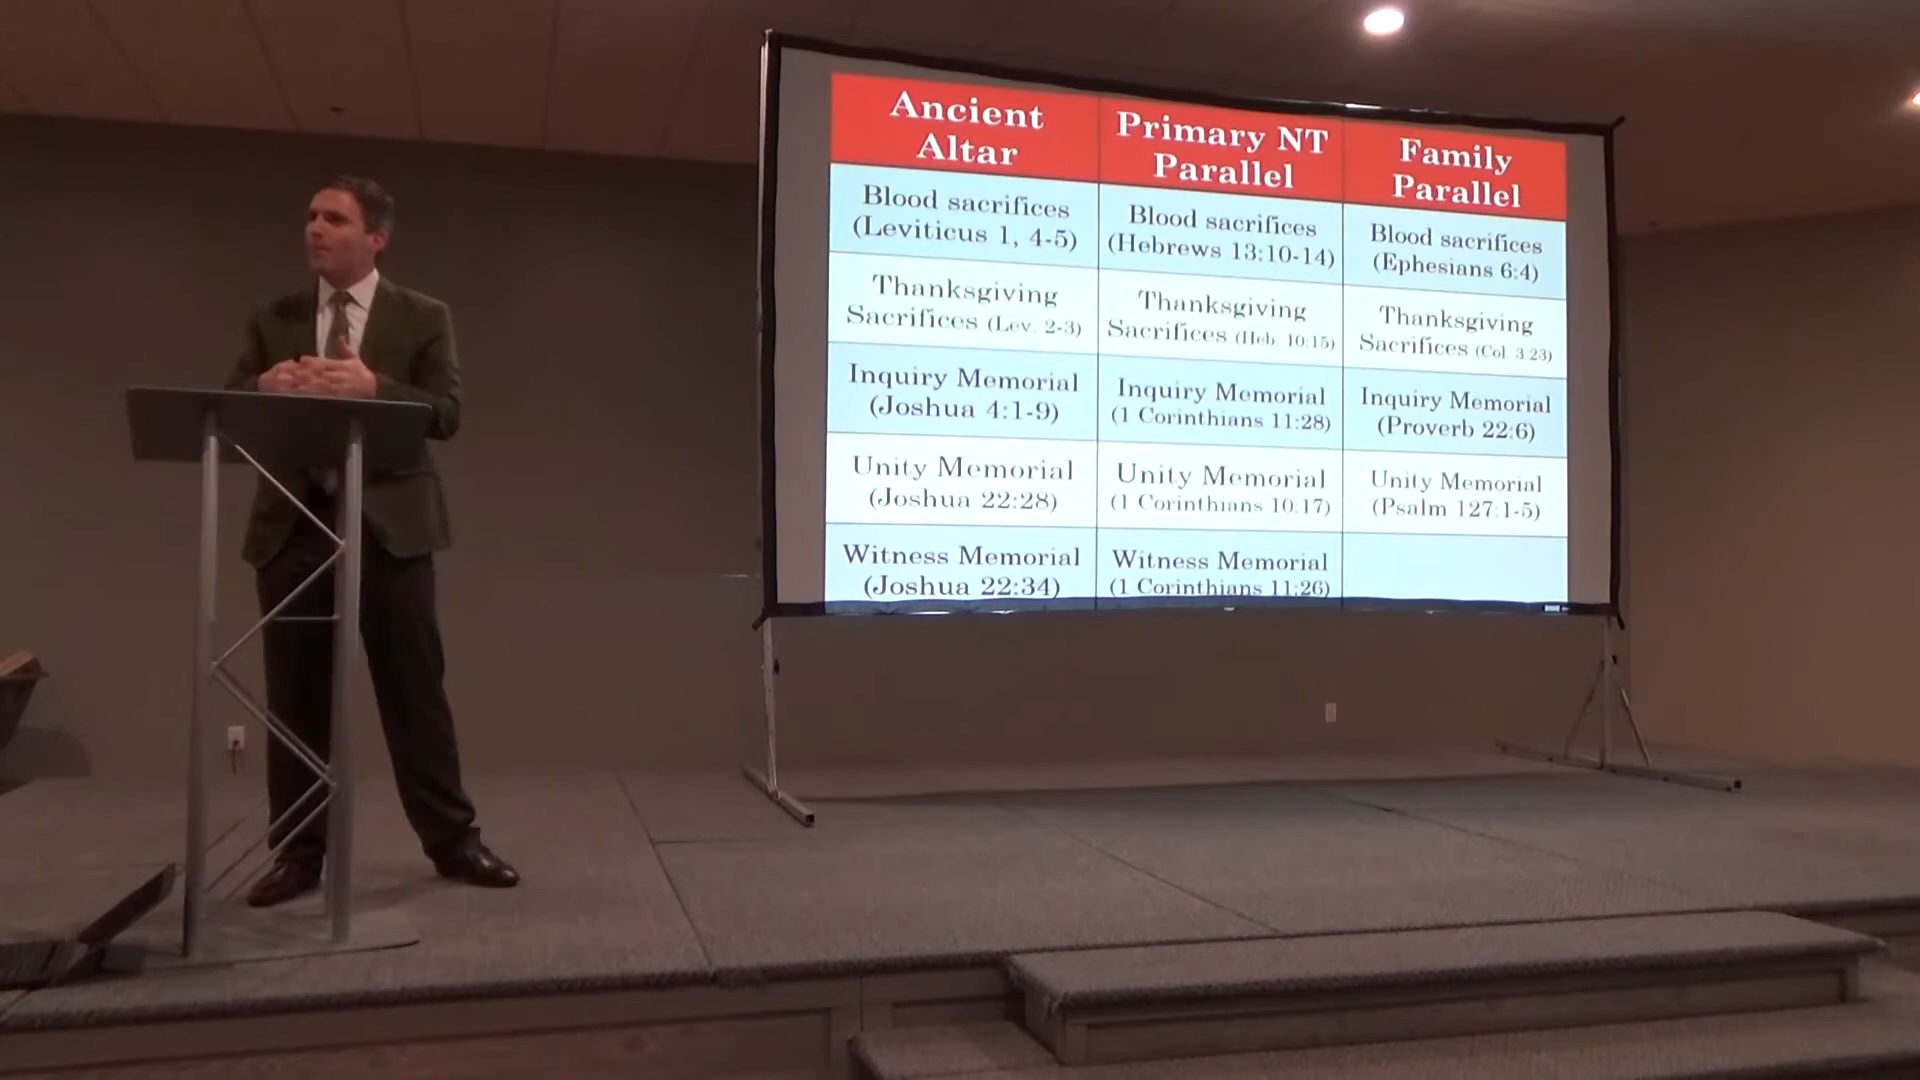 Ancient
Altar
Primary NT
Parallel
Family
Parallel
Blood sacrifices
(Leviticus 1, 4-5)
Blood sacrifices
(Hebrews 13:10-14)
Blood sacrifices
(Ephesians 6:4)
Thanksgiving
Sacrifices (Lev. 2-3)
Thanksgiving
Sacrifices (Heb. 10:15)
Thanksgiving
Sacrifices (Col. 3:23)
Inquiry Memorial
(Joshua 4:1-9)
Inquiry Memorial
(1 Corinthians 11:28)
Inquiry Memorial
(Proverb 22:6)
Unity Memorial
(Joshua 22:28)
Unity Memorial
(1 Corinthians 10:17)
Unity Memorial
(Psalm 127:1-5)
Witness Memorial
(Joshua 22:34)
Witness Memorial
(1 Corinthians 11:26)